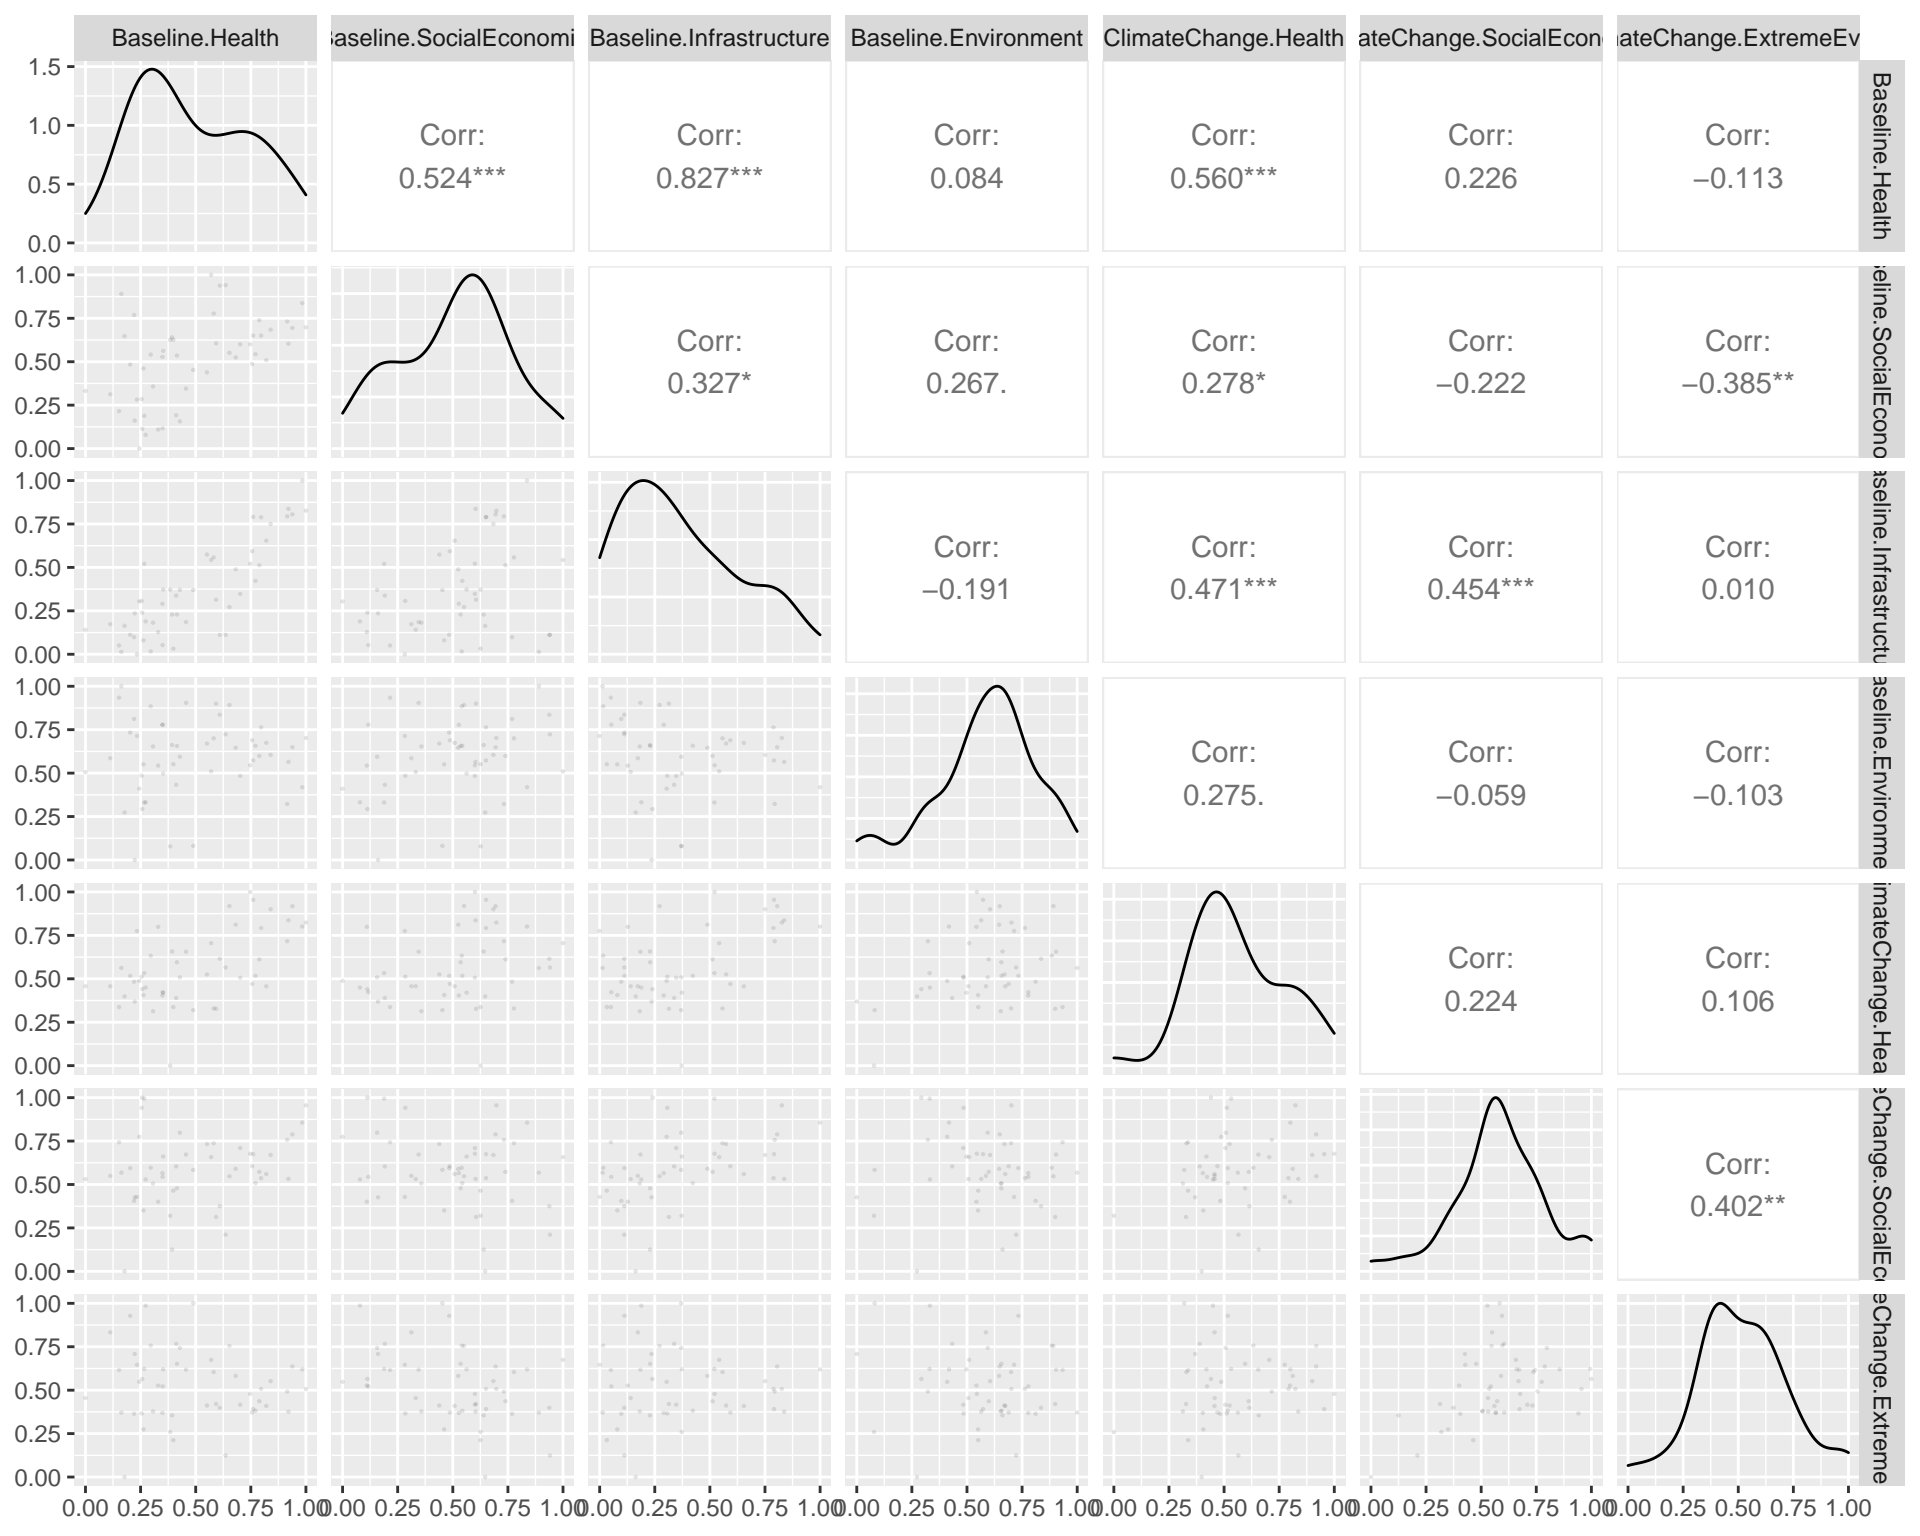 Baseline.Health
Baseline.SocialEconomi
Baseline.Infrastructure
Baseline.Environment
ClimateChange.Health
ateChange.SocialEcon
ateChange.ExtremeEv
1.5
1.0
0.5
0.0
Corr:
0.524***
Corr:
0.827***
Corr:
0.084
Corr:
0.560***
Corr:
0.226
Corr:
−0.113
Baseline.Health
1.00
0.75
0.50
0.25
0.00
Corr:
0.327*
Corr:
0.267.
Corr:
0.278*
Corr:
−0.222
Corr:
−0.385**
eline.SocialEcono
1.00
0.75
0.50
0.25
0.00
Corr:
−0.191
Corr:
0.471***
Corr:
0.454***
Corr:
0.010
aseline.Infrastructu
1.00
0.75
0.50
0.25
0.00
Corr:
0.275.
Corr:
−0.059
Corr:
−0.103
aseline.Environme
1.00
0.75
0.50
0.25
0.00
Corr:
0.224
Corr:
0.106
imateChange.Hea
1.00
0.75
0.50
0.25
0.00
Corr:
0.402**
eChange.SocialEco
1.00
0.75
0.50
0.25
0.00
eChange.Extreme
0.00 0.25 0.50 0.75 1.00
0.00 0.25 0.50 0.75 1.00
0.00 0.25 0.50 0.75 1.00
0.00 0.25 0.50 0.75 1.00
0.00 0.25 0.50 0.75 1.00
0.00 0.25 0.50 0.75 1.00
0.00 0.25 0.50 0.75 1.00